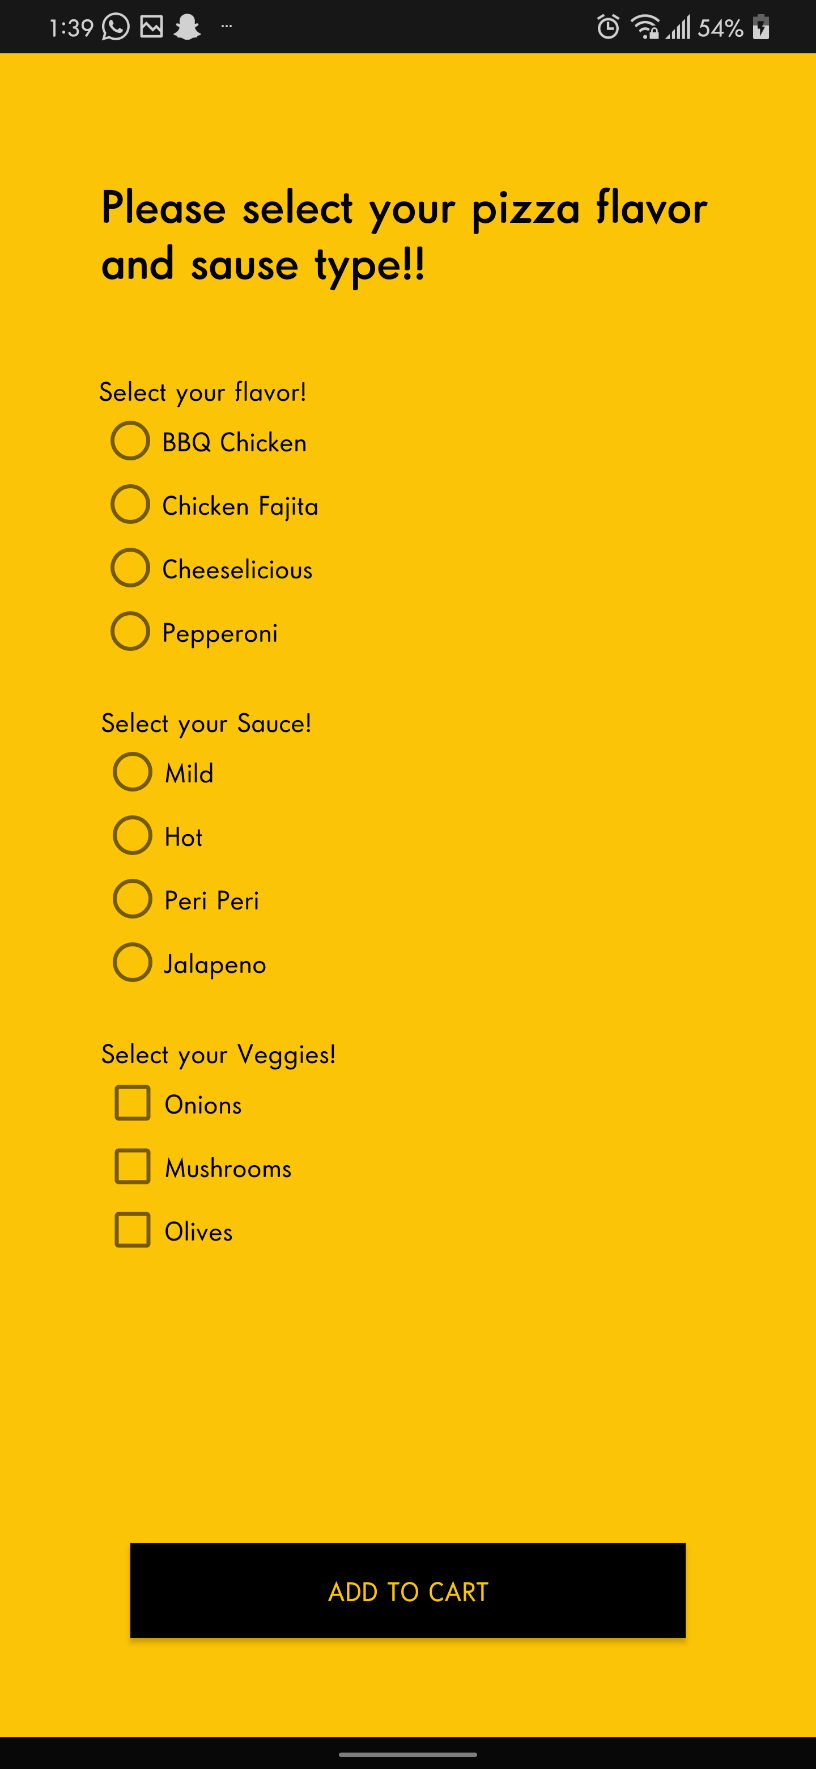 1:39
54%
Please select your pizza flavor
and sause type!!
Select your flavor!
BBQ Chicken
Chicken Fajita
Cheeselicious
Pepperoni
Select your Sauce!
Mild
Hot
Peri Peri
Jalapeno
Select your Veggies!
Onions
Mushrooms
Olives
ADD TO CART